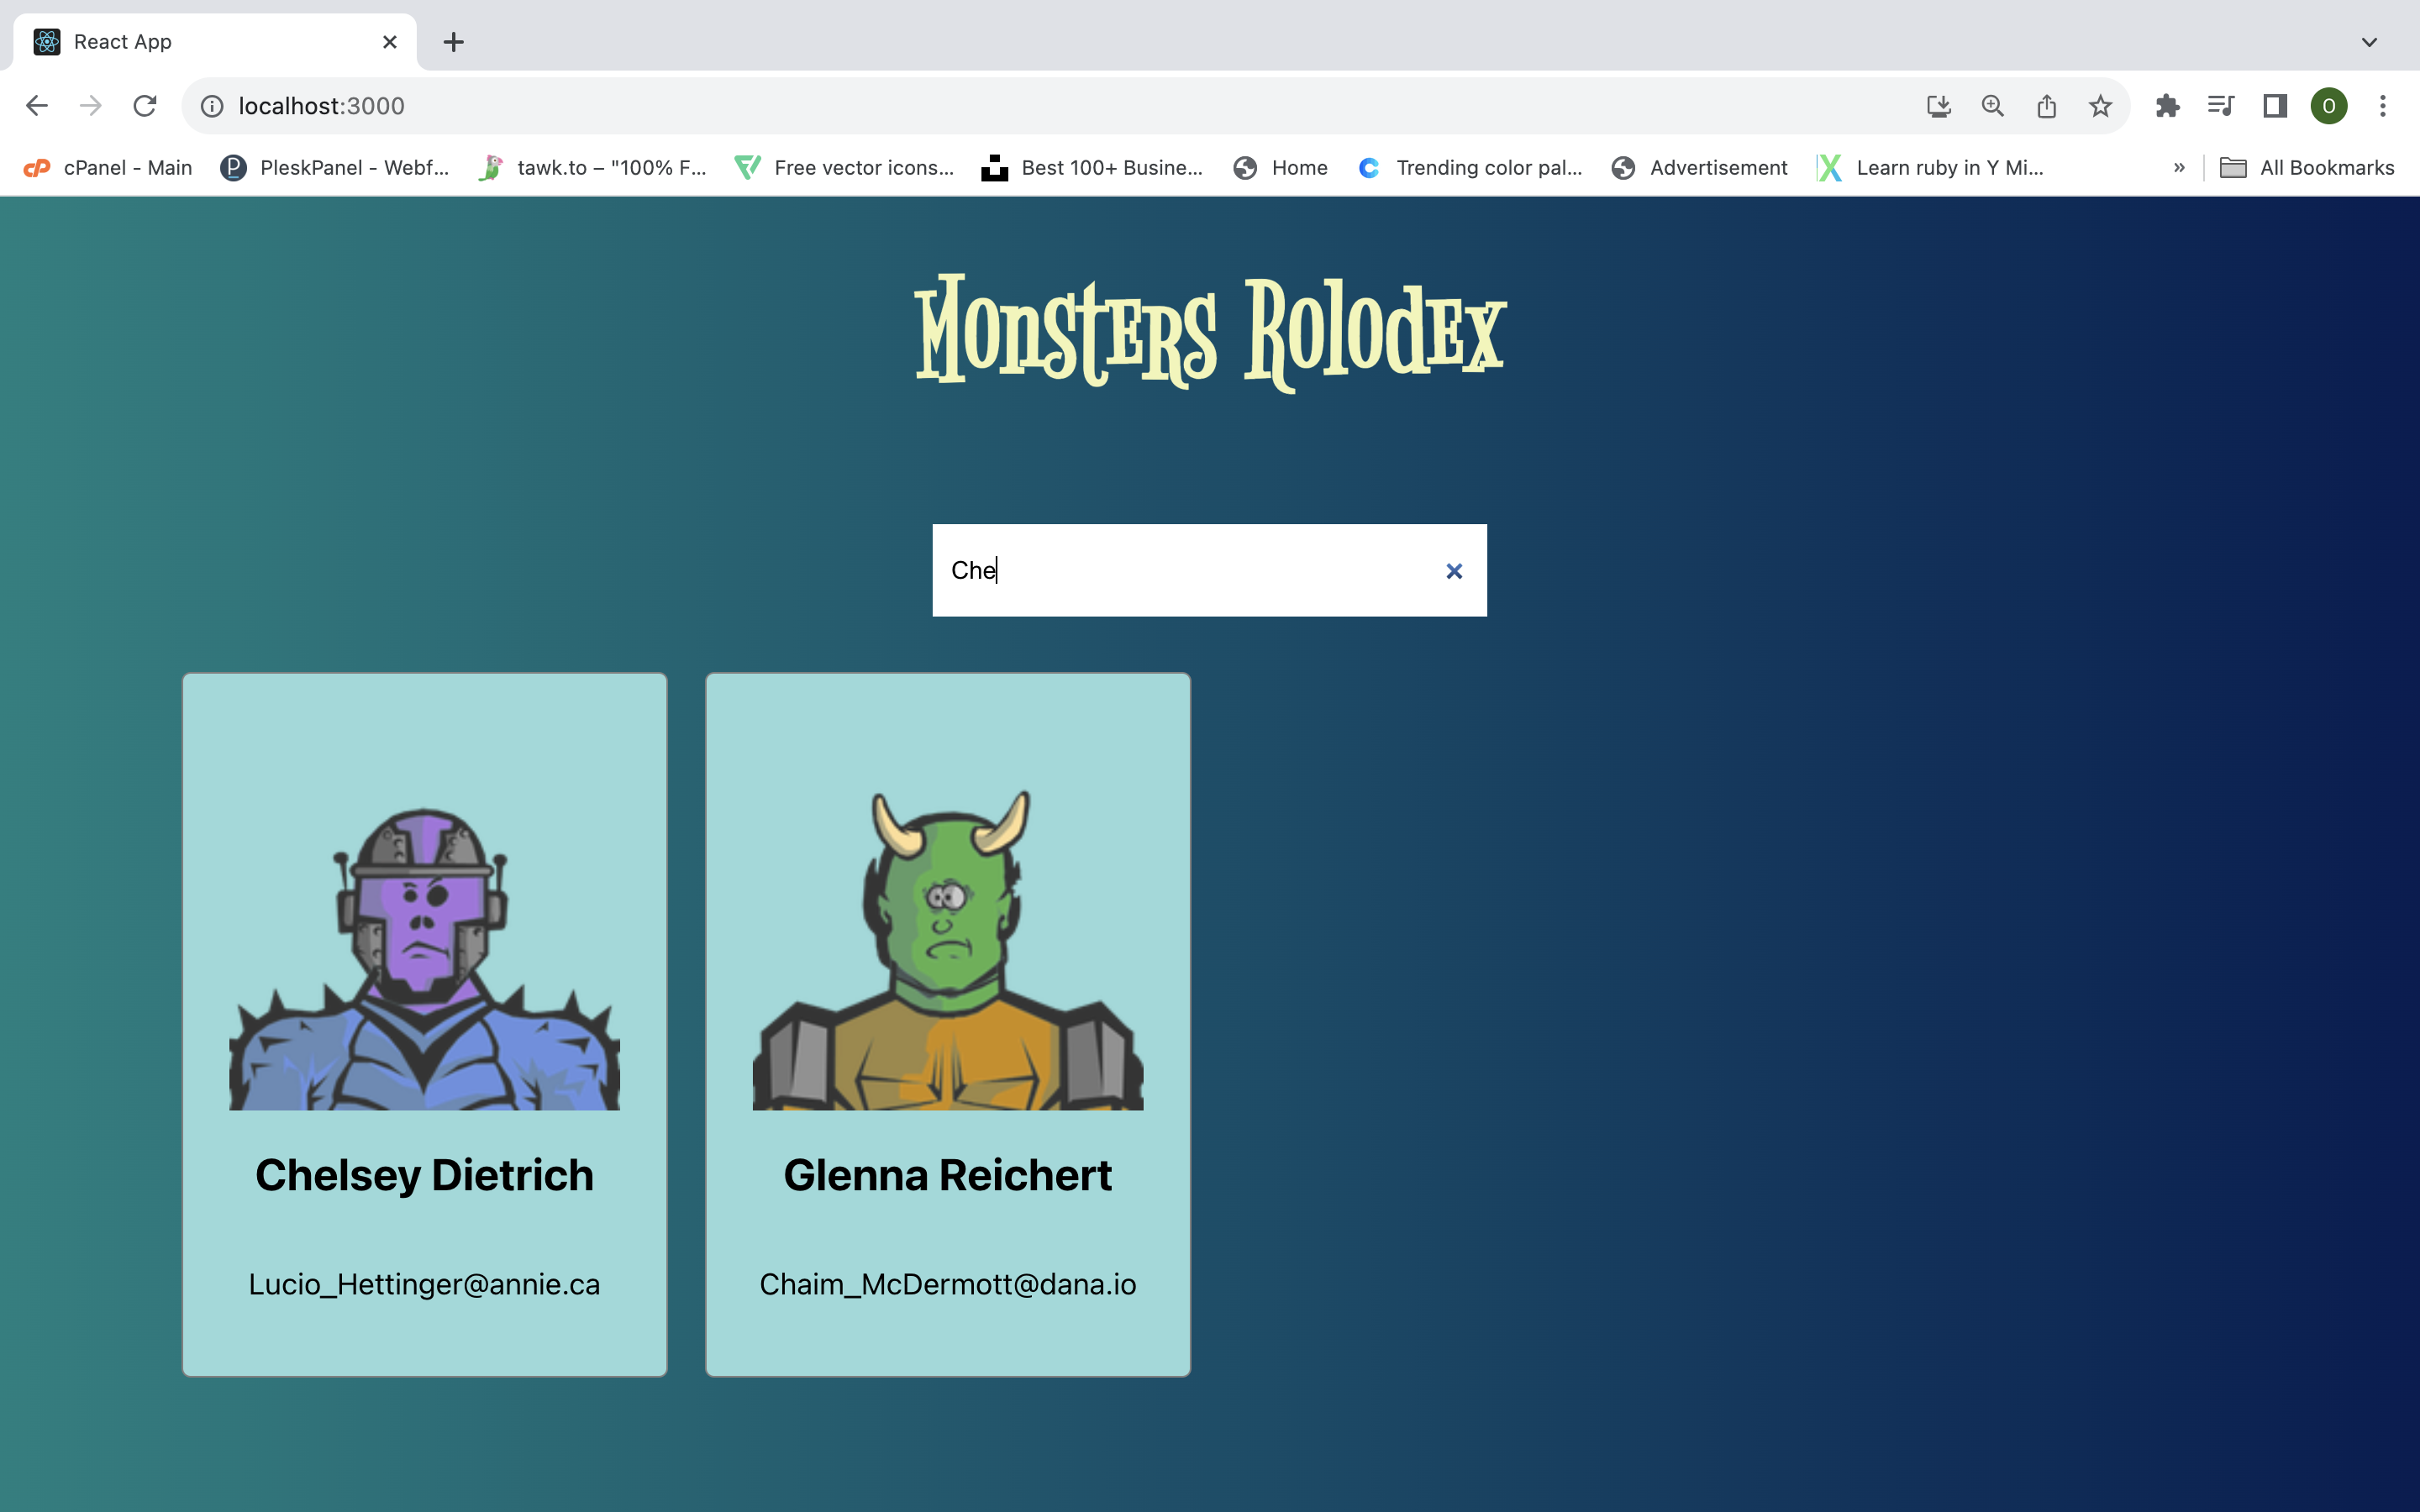 React App
localhost:3000
O
cP cPanel - Main P PleskPanel - Webf... tawk.to – "100% F... Free vector icons... Best 100+ Busine... Home Trending color pal... Advertisement Learn ruby in Y Mi... » All Bookmarks
Monsters Rolodex
Che
Chelsey Dietrich
Lucio_Hettinger@annie.ca
Glenna Reichert
Chaim_McDermott@dana.io